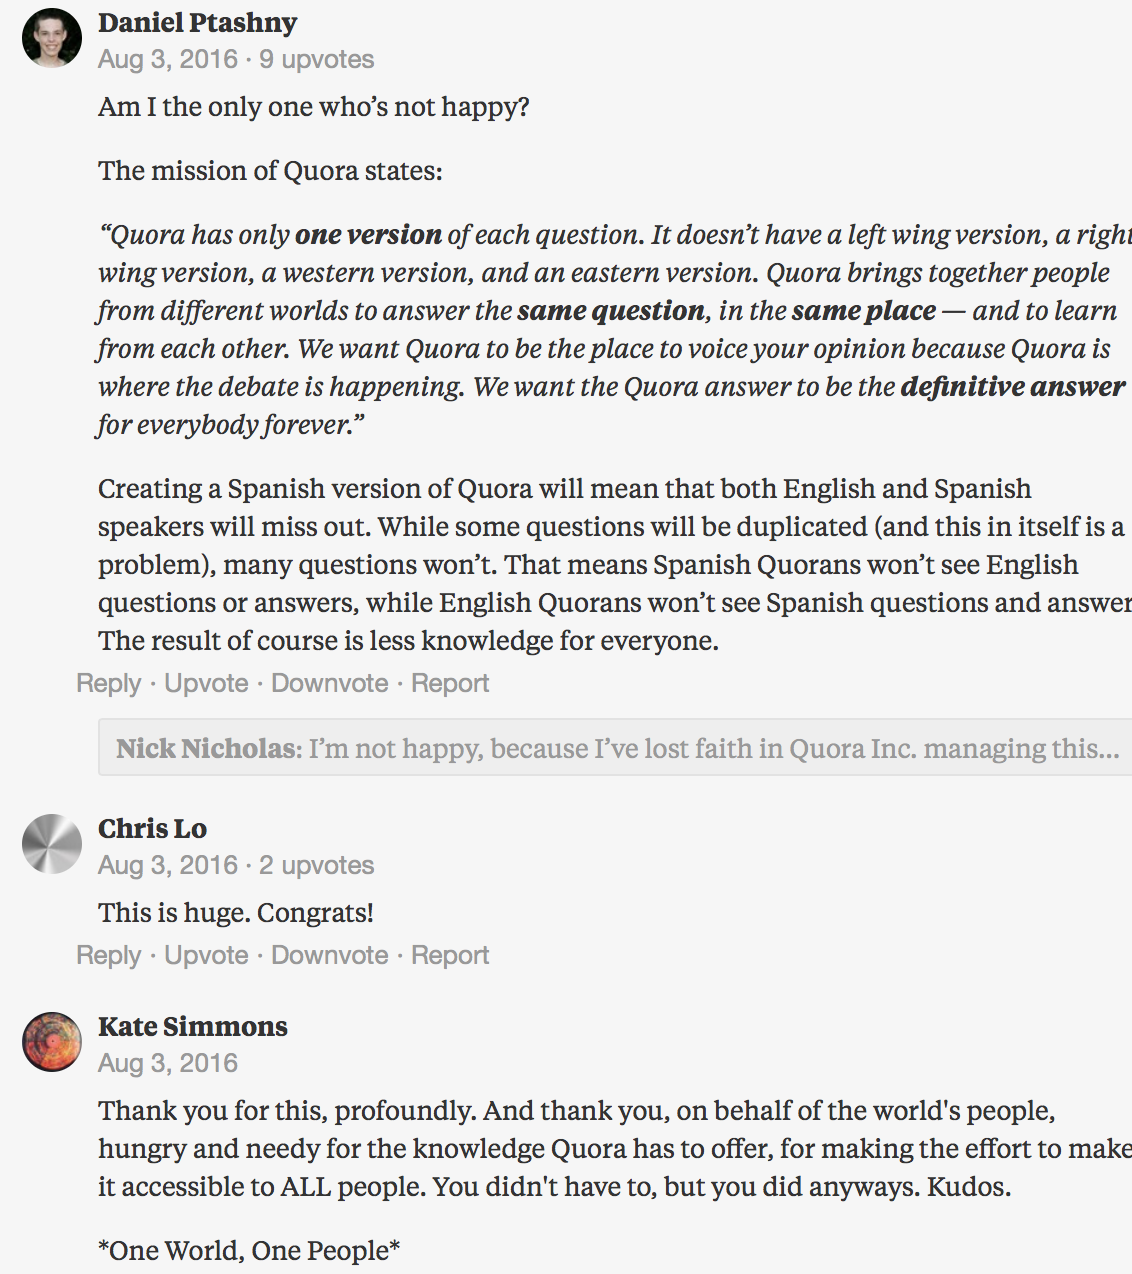 Daniel Ptashny
Aug 3, 2016 · 9 upvotes
Am I the only one who’s not happy?
The mission of Quora states:
“Quora has only one version of each question. It doesn’t have a left wing version, a right
wing version, a western version, and an eastern version. Quora brings together people
from different worlds to answer the same question, in the same place — and to learn
from each other. We want Quora to be the place to voice your opinion because Quora is
where the debate is happening. We want the Quora answer to be the definitive answer
for everybody forever.”
Creating a Spanish version of Quora will mean that both English and Spanish
speakers will miss out. While some questions will be duplicated (and this in itself is a
problem), many questions won’t. That means Spanish Quorans won’t see English
questions or answers, while English Quorans won’t see Spanish questions and answer
The result of course is less knowledge for everyone.
Reply · Upvote · Downvote · Report
Nick Nicholas: I’m not happy, because I’ve lost faith in Quora Inc. managing this...
Chris Lo
Aug 3, 2016 · 2 upvotes
This is huge. Congrats!
Reply · Upvote · Downvote · Report
Kate Simmons
Aug 3, 2016
Thank you for this, profoundly. And thank you, on behalf of the world's people,
hungry and needy for the knowledge Quora has to offer, for making the effort to make
it accessible to ALL people. You didn't have to, but you did anyways. Kudos.
*One World, One People*